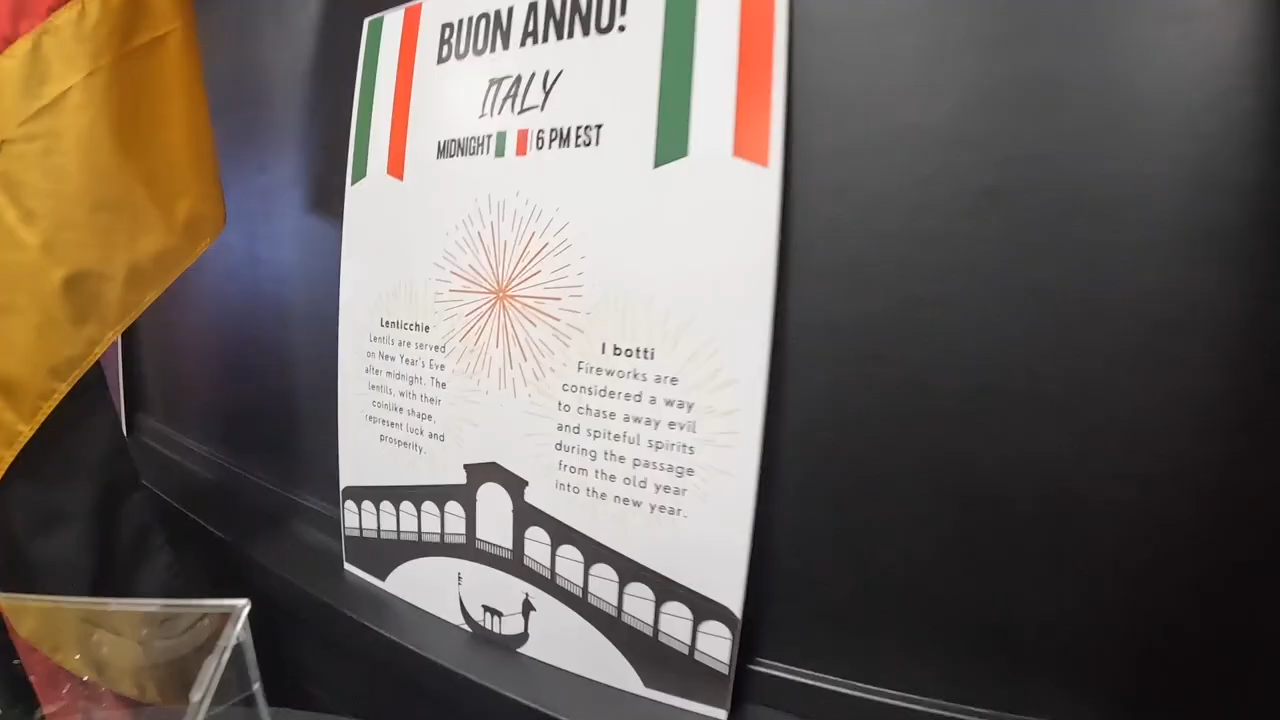 BUON ANNO!
ITALY
MIDNIGHT | 6 PM EST
Lenticchie
Lentils are served
on New Year's Eve
after midnight. The
lentils, with their
coinlike shape,
represent luck and
prosperity.
I botti
Fireworks are
considered a way
to chase away evil
and spiteful spirits
during the passage
from the old year
into the new year.